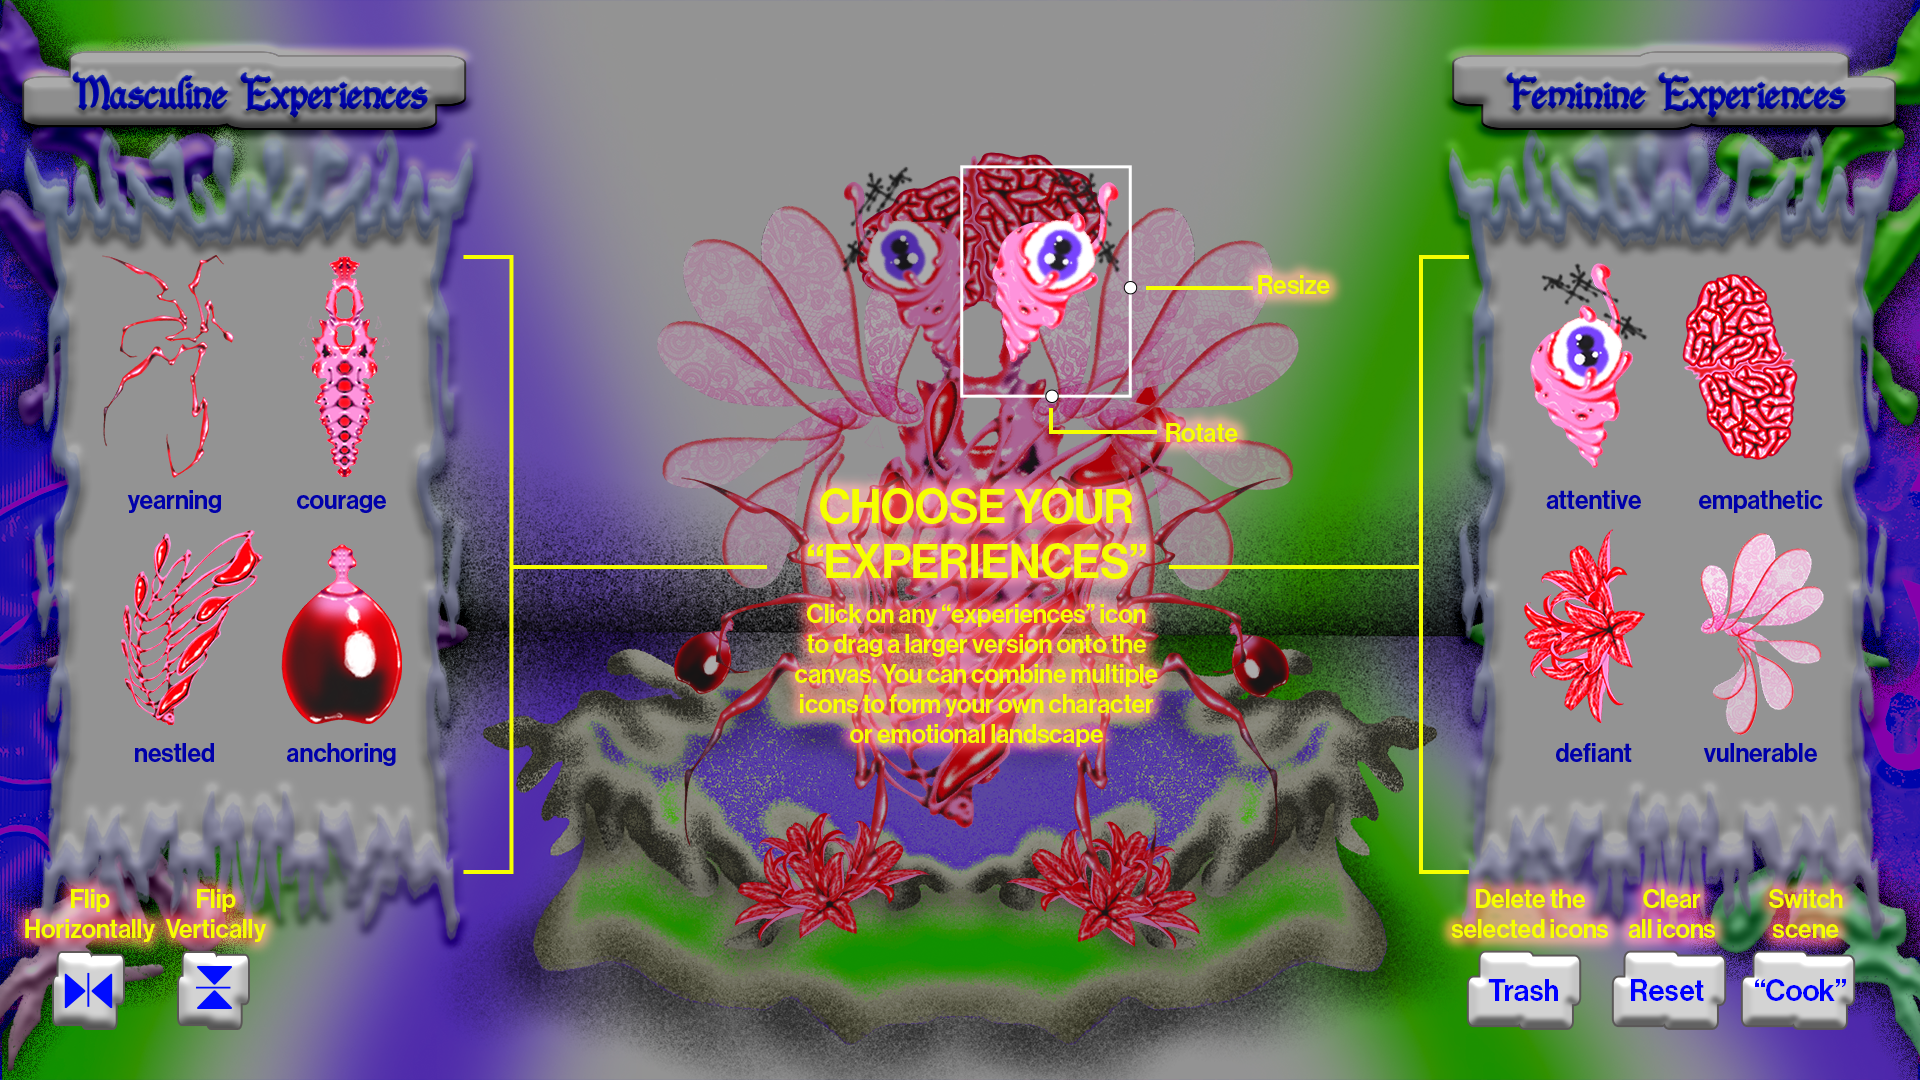 Masculine Experiences
Feminine Experiences
yearning
courage
nestled
anchoring
Resize
Rotate
CHOOSE YOUR
“EXPERIENCES”
Click on any “experiences” icon
to drag a larger version onto the
canvas. You can combine multiple
icons to form your own character
or emotional landscape
attentive
empathetic
defiant
vulnerable
Flip
Horizontally
Flip
Vertically
Delete the
selected icons
Clear
all icons
Switch
scene
Trash
Reset
“Cook”